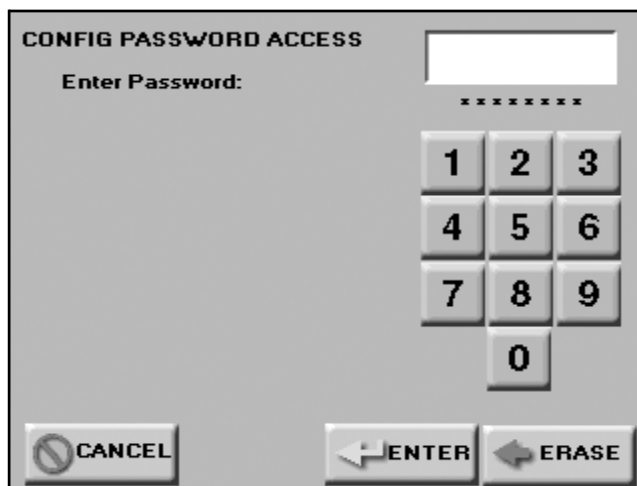 CONFIG PASSWORD ACCESS
Enter Password:
********
1 2 3
4 5 6
7 8 9
0
CANCEL ENTER ERASE